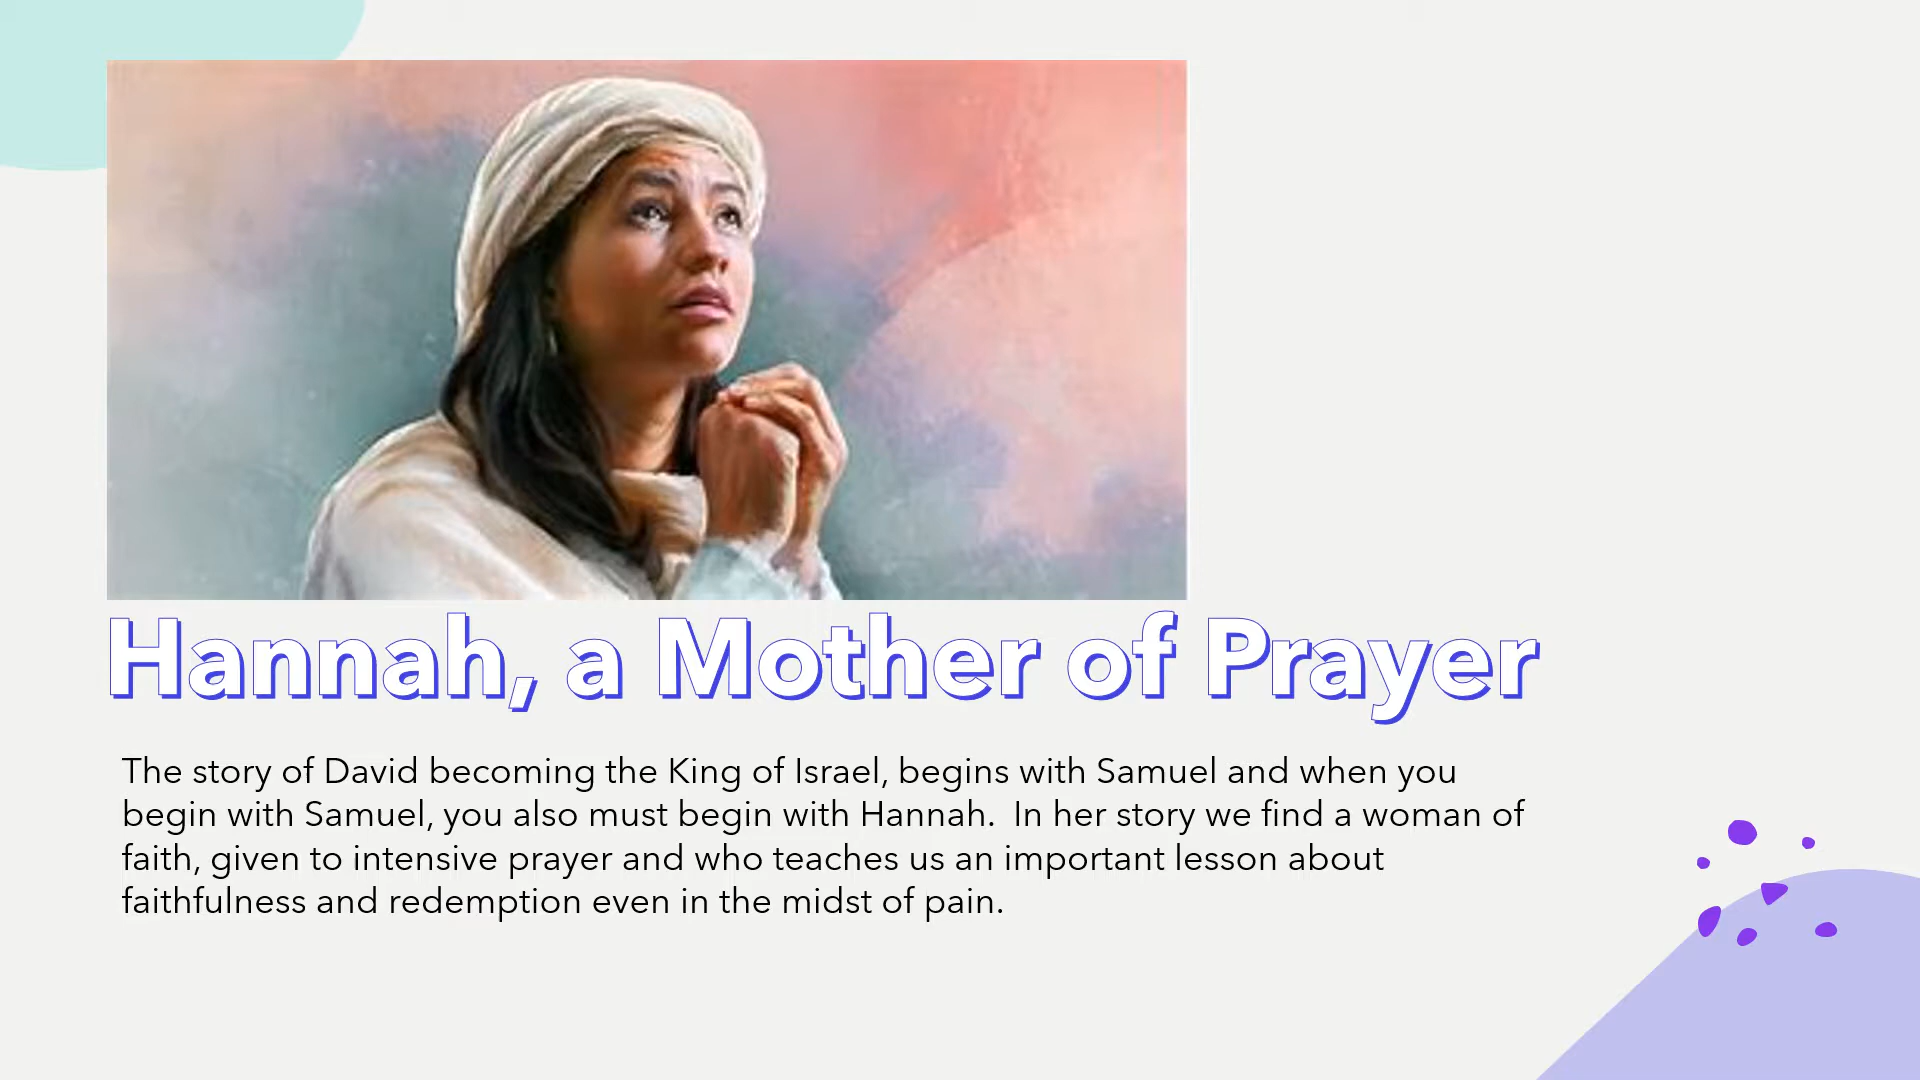 Hannah, a Mother of Prayer
The story of David becoming the King of Israel, begins with Samuel and when you
begin with Samuel, you also must begin with Hannah.  In her story we find a woman of
faith, given to intensive prayer and who teaches us an important lesson about
faithfulness and redemption even in the midst of pain.